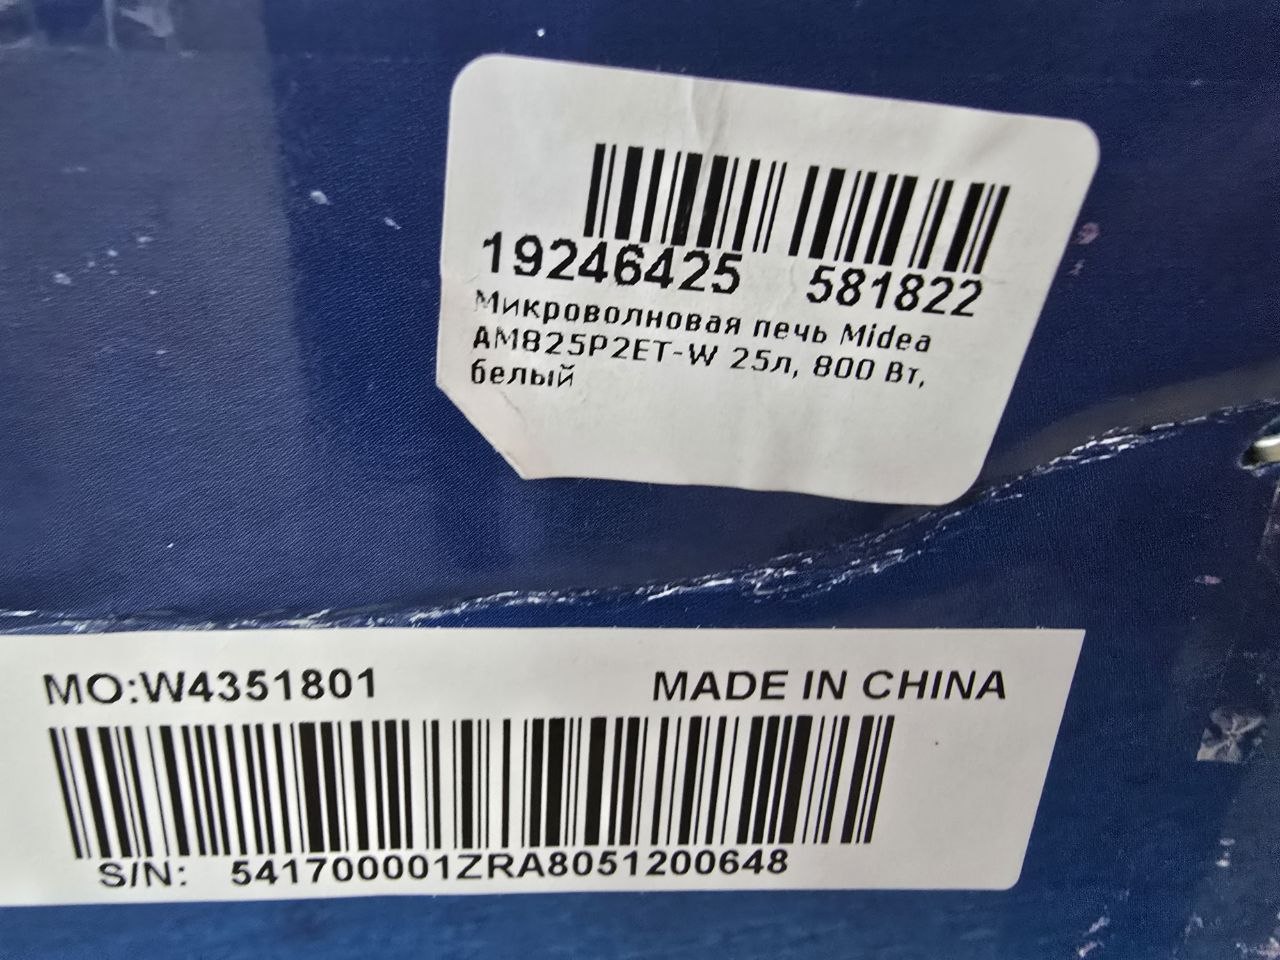 19246425 581822
Микроволновая печь Midea
AM825P2ET-W 25л, 800 Вт,
белый
MO:W4351801 MADE IN CHINA
S/N: 541700001ZRA8051200648